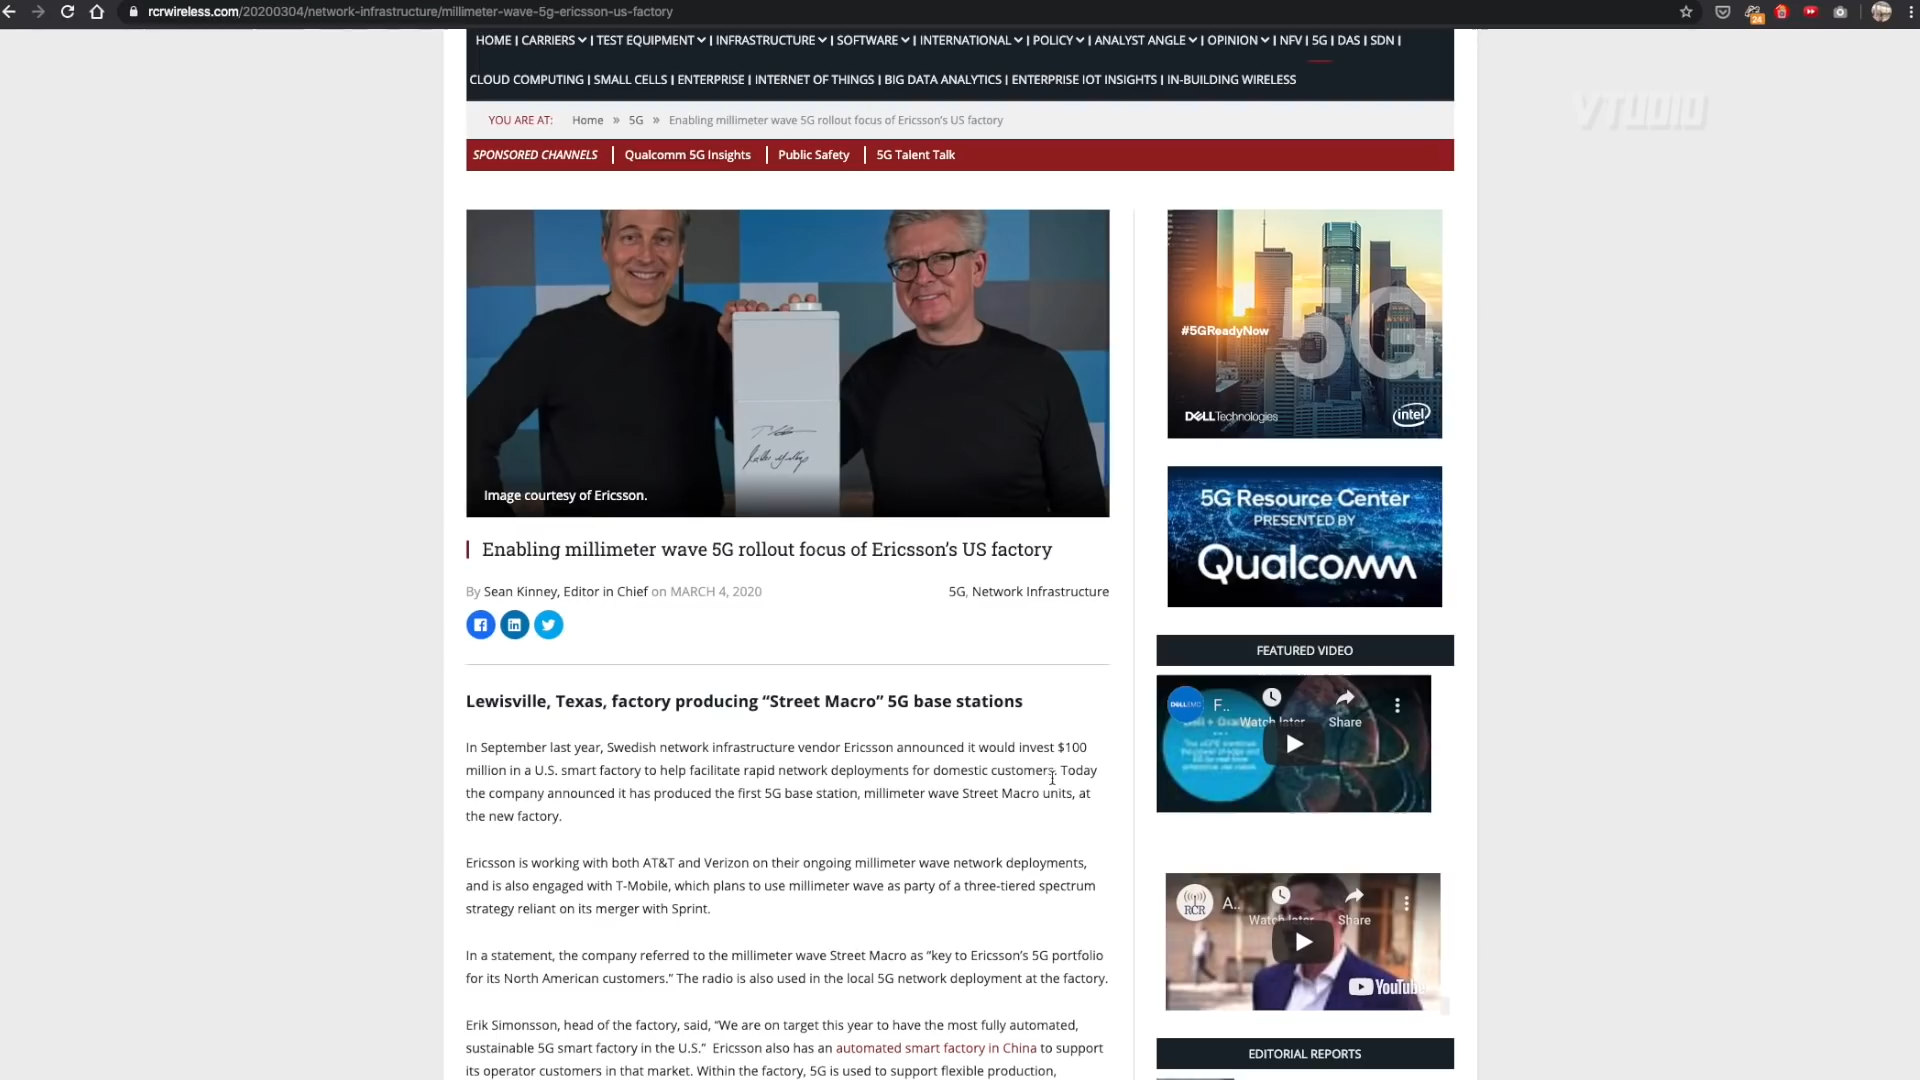 rcrwireless.com/20200304/network-infrastructure/millimeter-wave-5g-ericsson-us-factory
24
HOME | CARRIERS | TEST EQUIPMENT | INFRASTRUCTURE | SOFTWARE | INTERNATIONAL | POLICY | ANALYST ANGLE | OPINION | NFV | 5G | DAS | SDN |
CLOUD COMPUTING | SMALL CELLS | ENTERPRISE | INTERNET OF THINGS | BIG DATA ANALYTICS | ENTERPRISE IOT INSIGHTS | IN-BUILDING WIRELESS
VTUDIO
YOU ARE AT: Home » 5G » Enabling millimeter wave 5G rollout focus of Ericsson's US factory
SPONSORED CHANNELS | Qualcomm 5G Insights | Public Safety | 5G Talent Talk
Image courtesy of Ericsson.
Enabling millimeter wave 5G rollout focus of Ericsson's US factory
By Sean Kinney, Editor in Chief on MARCH 4, 2020
5G, Network Infrastructure
Lewisville, Texas, factory producing “Street Macro” 5G base stations
In September last year, Swedish network infrastructure vendor Ericsson announced it would invest $100
million in a U.S. smart factory to help facilitate rapid network deployments for domestic customers. Today
the company announced it has produced the first 5G base station, millimeter wave Street Macro units, at
the new factory.
Ericsson is working with both AT&T and Verizon on their ongoing millimeter wave network deployments,
and is also engaged with T-Mobile, which plans to use millimeter wave as party of a three-tiered spectrum
strategy reliant on its merger with Sprint.
In a statement, the company referred to the millimeter wave Street Macro as “key to Ericsson's 5G portfolio
for its North American customers.” The radio is also used in the local 5G network deployment at the factory.
Erik Simonsson, head of the factory, said, “We are on target this year to have the most fully automated,
sustainable 5G smart factory in the U.S.” Ericsson also has an automated smart factory in China to support
its operator customers in that market. Within the factory, 5G is used to support flexible production,
#5GReadyNow
5G
DELLTechnologies
intel
5G Resource Center
PRESENTED BY
Qualcomm
FEATURED VIDEO
DELLEMC
F..
Watch later
Share
RCR
A..
Watch later
Share
YouTube
EDITORIAL REPORTS